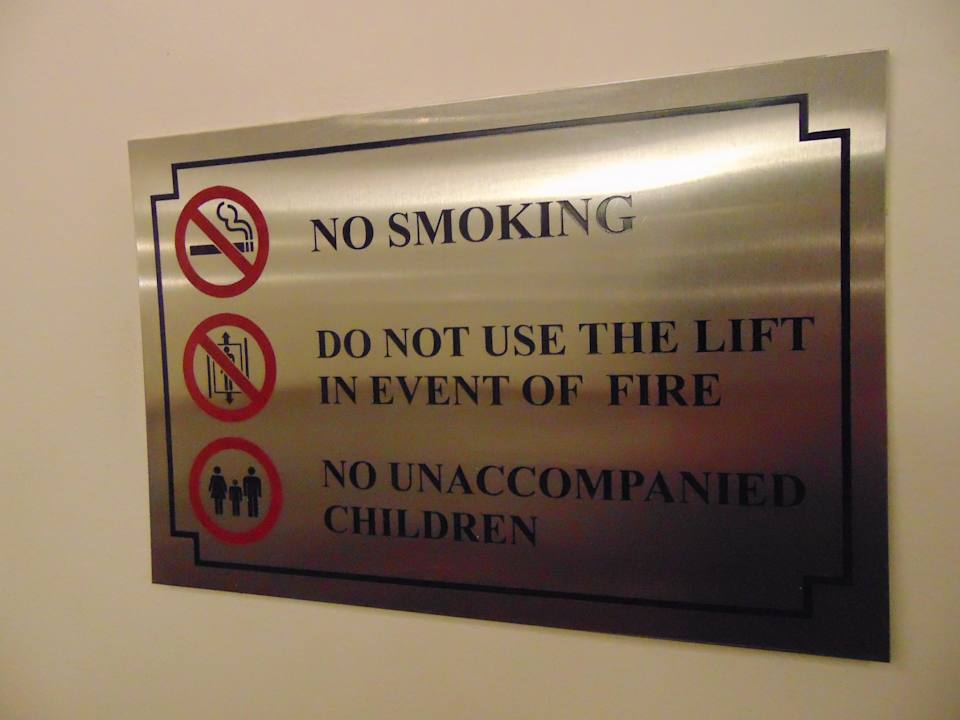 NO SMOKING
DO NOT USE THE LIFT
IN EVENT OF FIRE
NO UNACCOMPANIED
CHILDREN